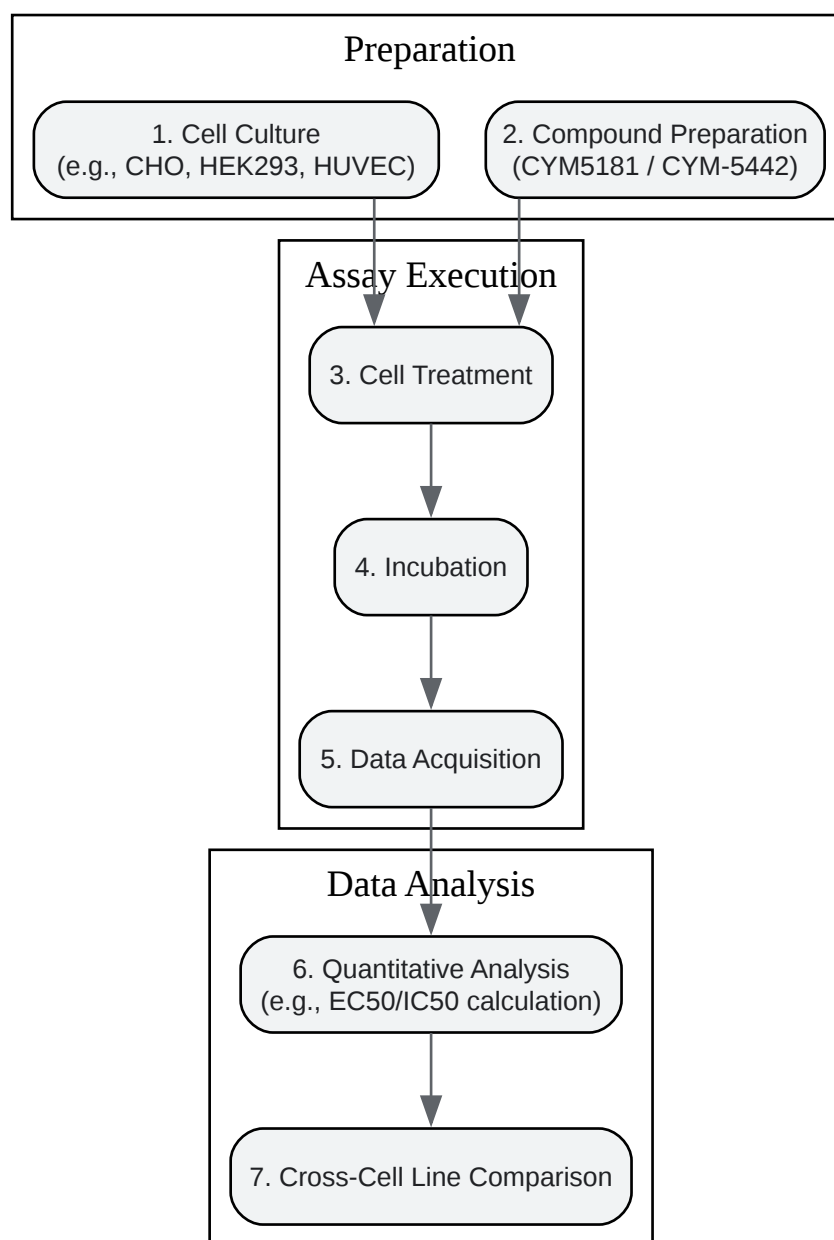 Preparation
1. Cell Culture
(e.g., CHO, HEK293, HUVEC)
2. Compound Preparation
(CYM5181 / CYM-5442)
Assay Execution
3. Cell Treatment
4. Incubation
5. Data Acquisition
Data Analysis
6. Quantitative Analysis
(e.g., EC50/IC50 calculation)
7. Cross-Cell Line Comparison